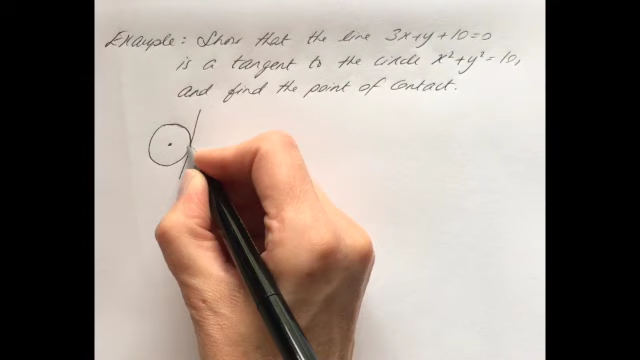 Example: Show that the line 3x+y+10=0
is a tangent to the circle x²+y²=10,
and find the point of contact.